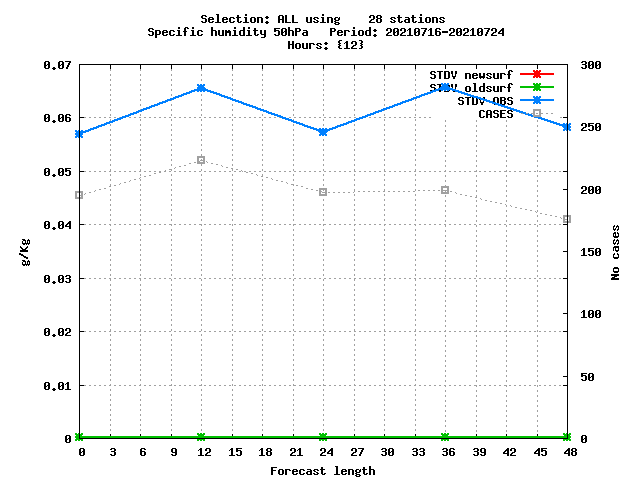 Selection: ALL using 28 stations
Specific humidity 50hPa Period: 20210716-20210724
Hours: {12}
0.07 300
STDV newsurf
STDV oldsurf
STDV OBS
CASES
0.06 250
0.05 200
0.04
150
0.03
100
0.02
50
0.01
0 0
g/Kg
No cases
0 3 6 9 12 15 18 21 24 27 30 33 36 39 42 45 48
Forecast length